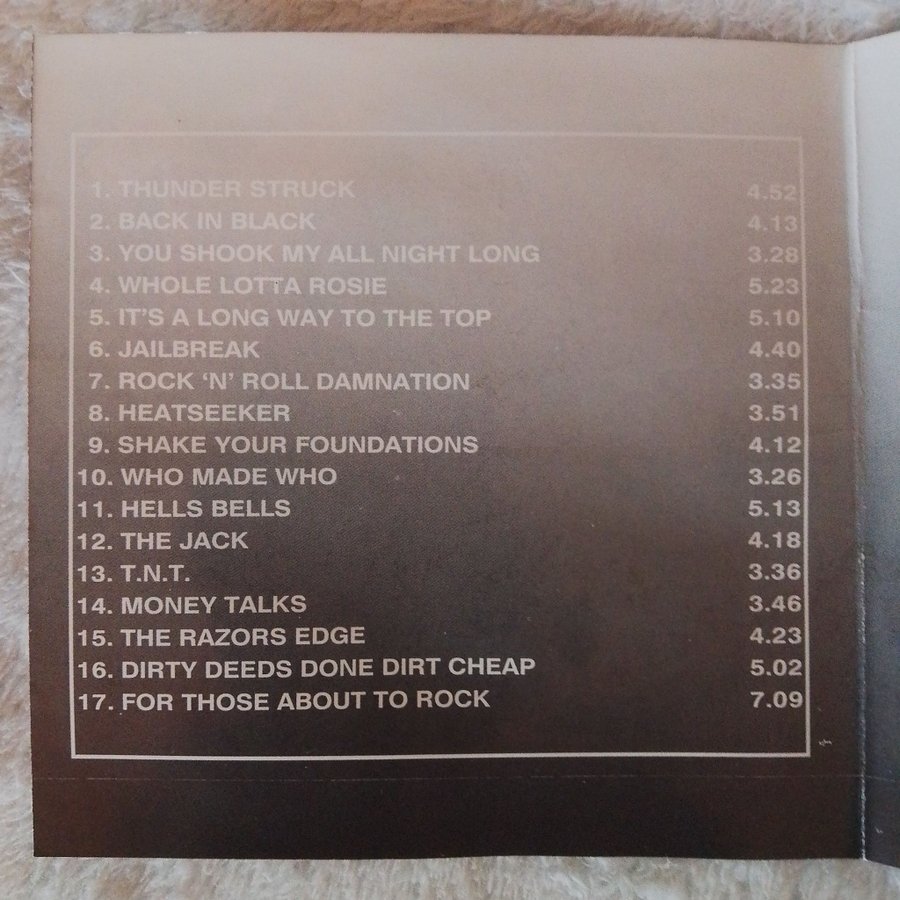 1. THUNDER STRUCK 4.52
2. BACK IN BLACK 4.13
3. YOU SHOOK MY ALL NIGHT LONG 3.28
4. WHOLE LOTTA ROSIE 5.23
5. IT'S A LONG WAY TO THE TOP 5.10
6. JAILBREAK 4.40
7. ROCK 'N' ROLL DAMNATION 3.35
8. HEATSEEKER 3.51
9. SHAKE YOUR FOUNDATIONS 4.12
10. WHO MADE WHO 3.26
11. HELLS BELLS 5.13
12. THE JACK 4.18
13. T.N.T. 3.36
14. MONEY TALKS 3.46
15. THE RAZORS EDGE 4.23
16. DIRTY DEEDS DONE DIRT CHEAP 5.02
17. FOR THOSE ABOUT TO ROCK 7.09